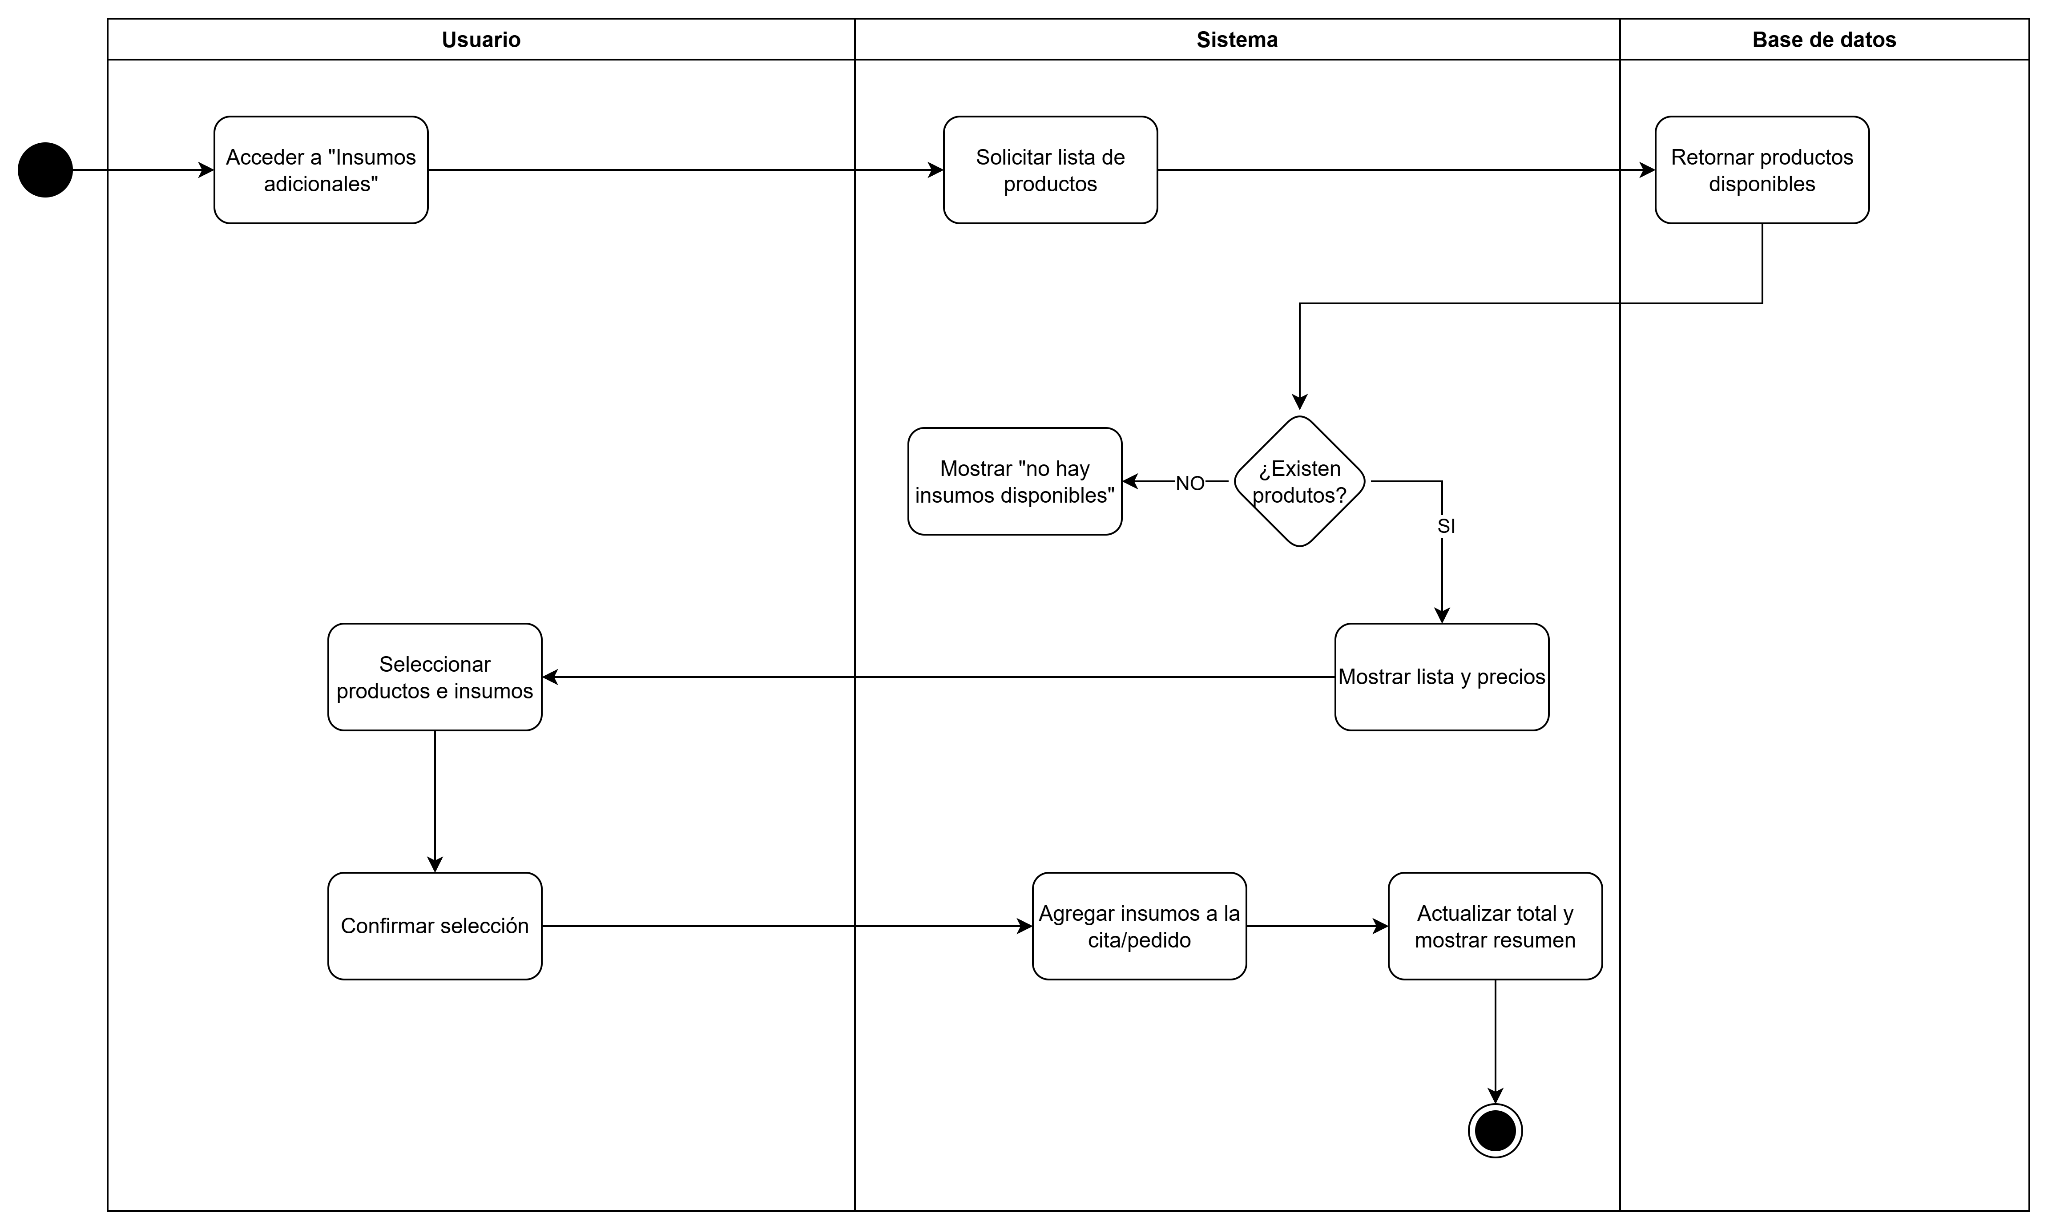 Usuario
Sistema
Base de datos
Acceder a "Insumos
adicionales"
Solicitar lista de
productos
Retornar productos
disponibles
Mostrar "no hay
insumos disponibles"
NO
¿Existen
produtos?
SI
Seleccionar
productos e insumos
Mostrar lista y precios
Confirmar selección
Agregar insumos a la
cita/pedido
Actualizar total y
mostrar resumen